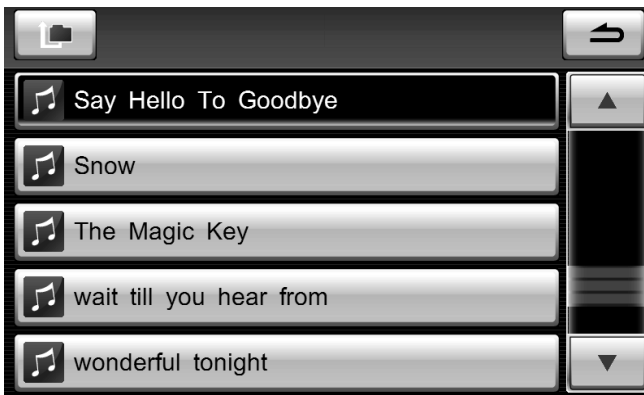 Say Hello To Goodbye
Snow
The Magic Key
wait till you hear from
wonderful tonight